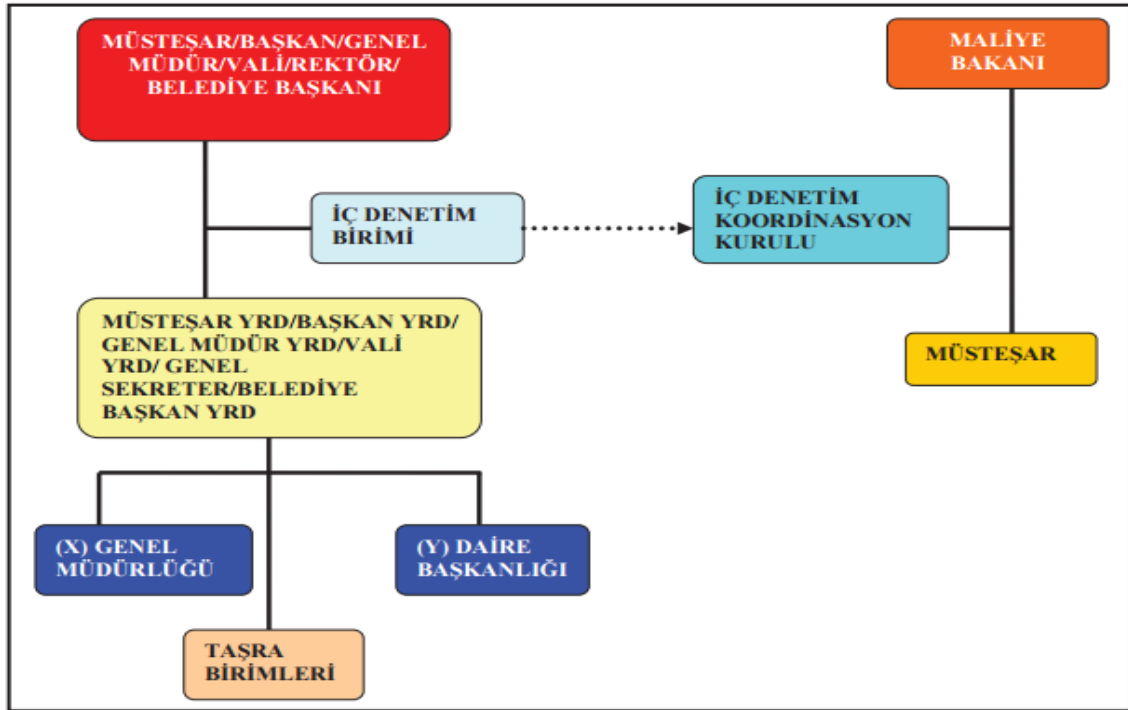 MÜSTEŞAR/BAŞKAN/GENEL
MÜDÜR/VALİ/REKTÖR/
BELEDİYE BAŞKANI
MALİYE
BAKANI
İÇ DENETİM
BİRİMİ
İÇ DENETİM
KOORDİNASYON
KURULU
MÜSTEŞAR YRD/BAŞKAN YRD/
GENEL MÜDÜR YRD/VALİ
YRD/ GENEL
SEKRETER/BELEDİYE
BAŞKAN YRD
MÜSTEŞAR
(X) GENEL
MÜDÜRLÜĞÜ
(Y) DAİRE
BAŞKANLIĞI
TAŞRA
BİRİMLERİ